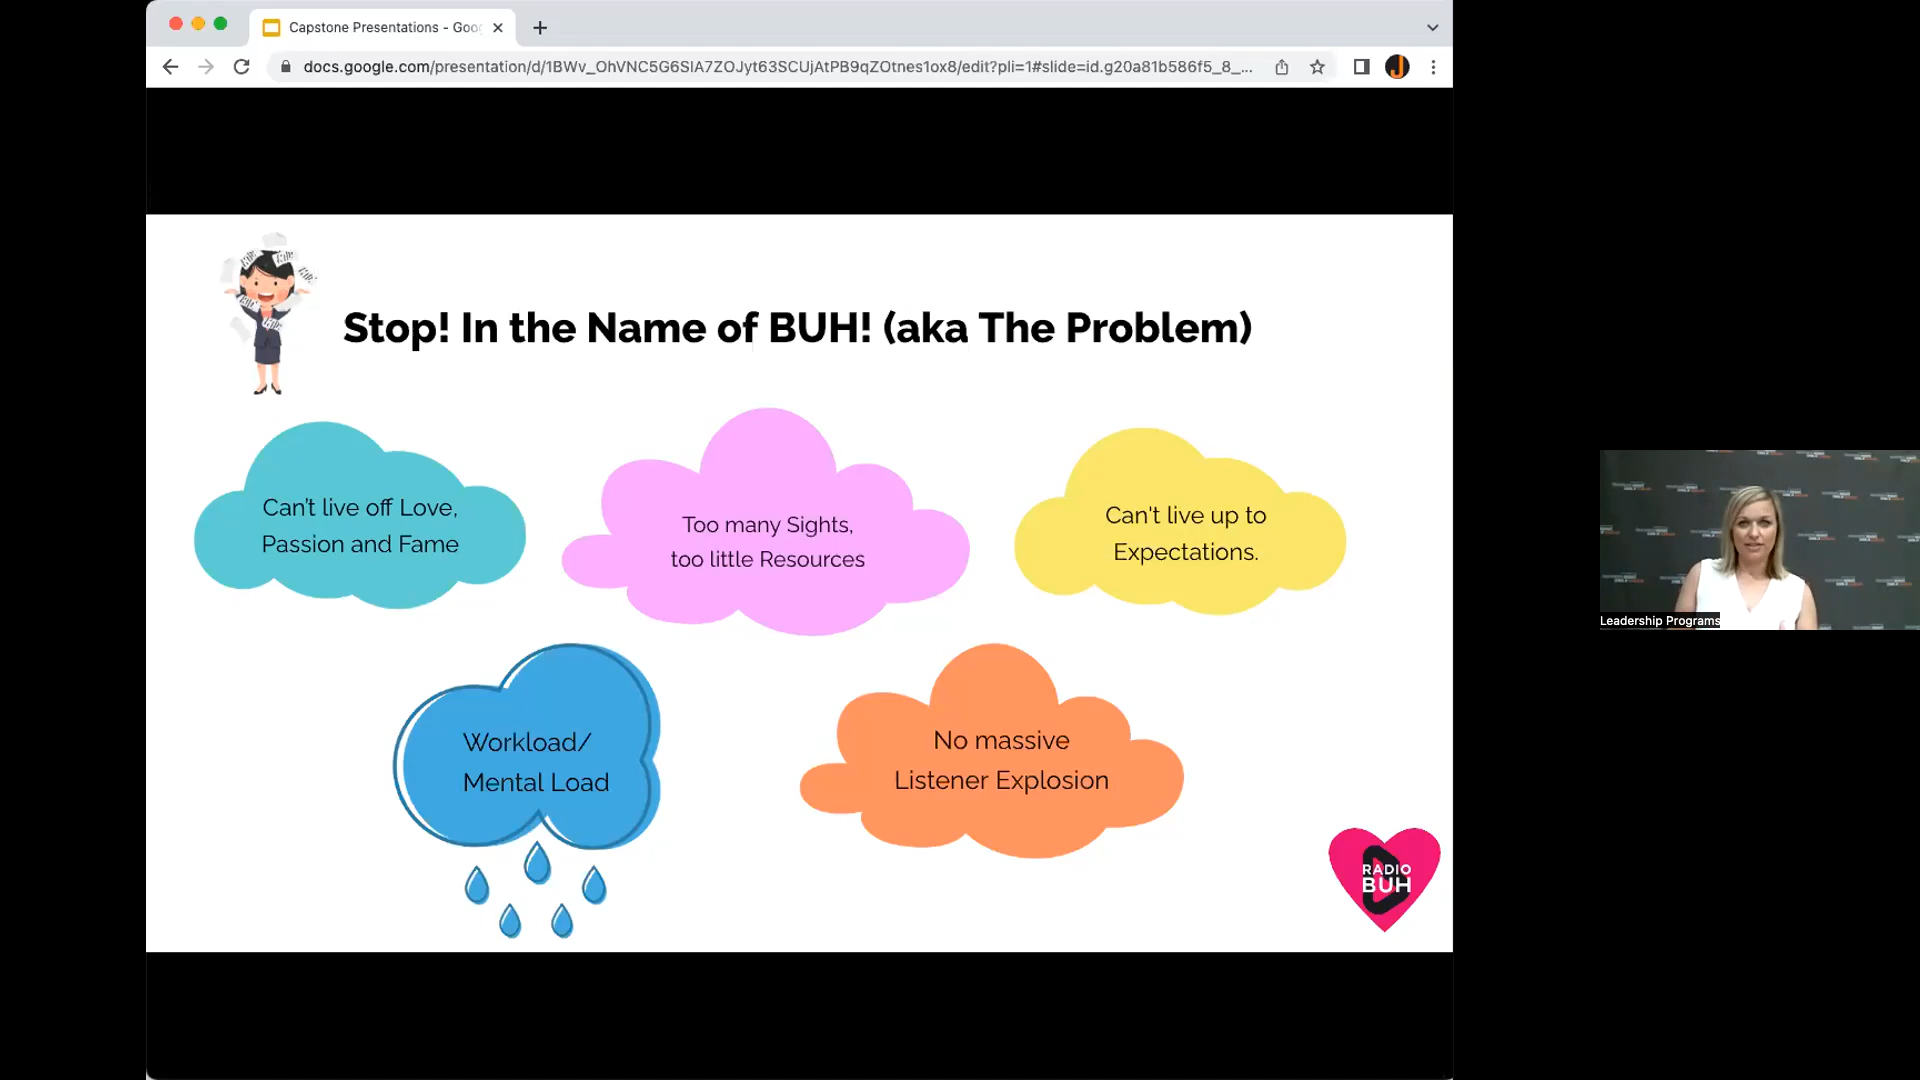 Capstone Presentations - Goo
docs.google.com/presentation/d/1BWv_OhVNC5G6SlA7ZOJyt63SCUjAtPB9qZOtnes1ox8/edit?pli=1#slide=id.g20a81b586f5_8_...
Stop! In the Name of BUH! (aka The Problem)
Can't live off Love,
Passion and Fame
Too many Sights,
too little Resources
Can't live up to
Expectations.
Workload/
Mental Load
No massive
Listener Explosion
RADIO
BUH
Leadership Programs